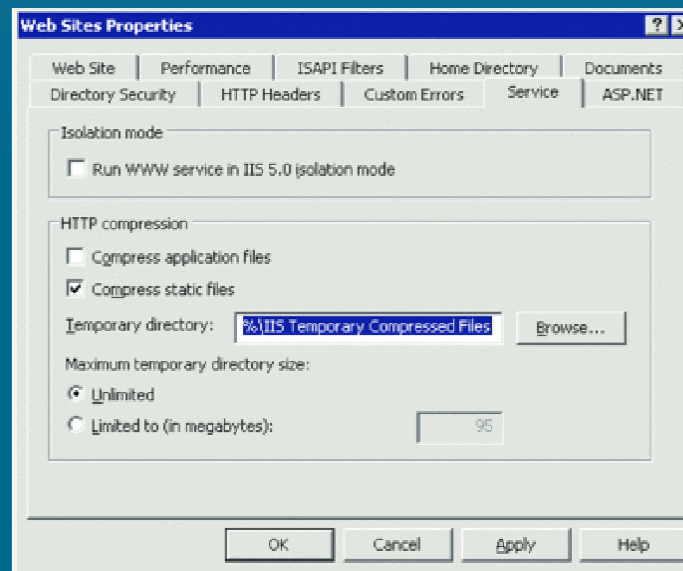 Web Sites Properties
Web Site Performance ISAPI Filters Home Directory Documents
Directory Security HTTP Headers Custom Errors Service ASP.NET
Isolation mode
Run WWW service in IIS 5.0 isolation mode
HTTP compression
Compress application files
Compress static files
Temporary directory: %\IIS Temporary Compressed Files Browse...
Maximum temporary directory size:
Unlimited
Limited to (in megabytes): 95
OK Cancel Apply Help